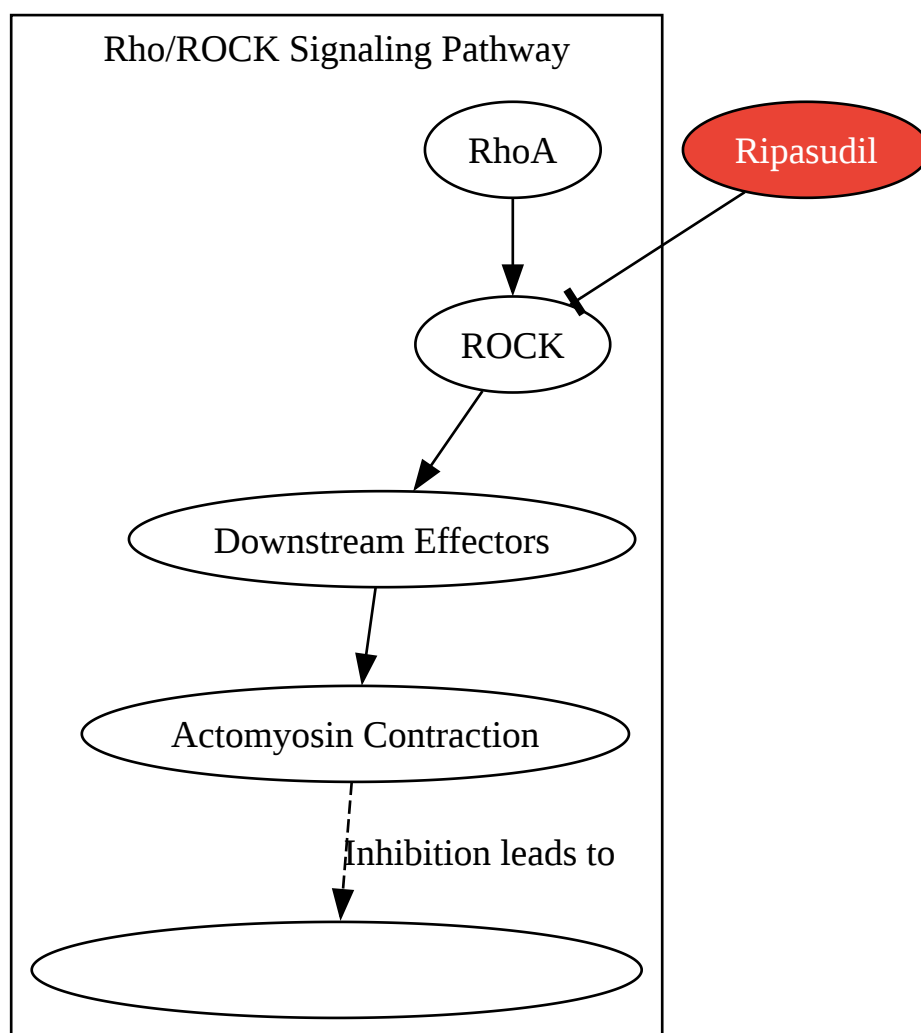 Rho/ROCK Signaling Pathway
RhoA
Ripasudil
ROCK
Downstream Effectors
Actomyosin Contraction
Inhibition leads to